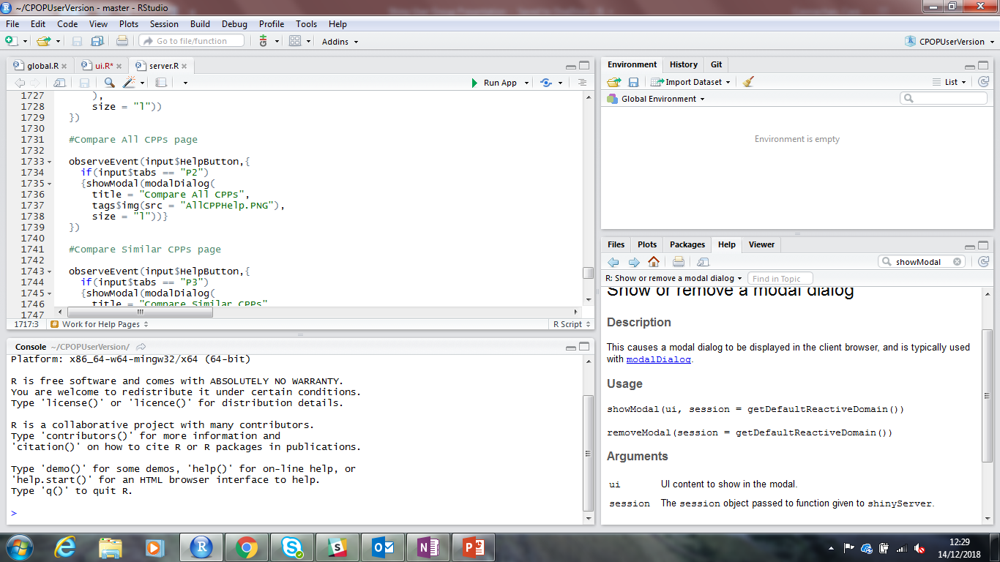 ~/CPOPUserVersion - master - RStudio
File Edit Code View Plots Session Build Debug Profile Tools Help
Go to file/function
Addins
CPOPUserVersion
global.R
ui.R*
server.R
Run App
1727 ),
1728 size = "l"))
1729 })
1730
1731 #Compare All CPPs page
1732
1733 observeEvent(input$HelpButton,{
1734 if(input$tabs == "P2")
1735 {showModal(modalDialog(
1736 title = "Compare All CPPs",
1737 tags$img(src = "AllCPPHelp.PNG"),
1738 size = "l"))}
1739 })
1740
1741 #Compare Similar CPPs page
1742
1743 observeEvent(input$HelpButton,{
1744 if(input$tabs == "P3")
1745 {showModal(modalDialog(
1746 title = "Compare Similar CPPs"
1747
1717:3 # Work for Help Pages R Script
Console ~/CPOPUserVersion/
Platform: x86_64-w64-mingw32/x64 (64-bit)
R is free software and comes with ABSOLUTELY NO WARRANTY.
You are welcome to redistribute it under certain conditions.
Type 'license()' or 'licence()' for distribution details.
R is a collaborative project with many contributors.
Type 'contributors()' for more information and
'citation()' on how to cite R or R packages in publications.
Type 'demo()' for some demos, 'help()' for on-line help, or
'help.start()' for an HTML browser interface to help.
Type 'q()' to quit R.
>
Environment History Git
Import Dataset List
Global Environment
Environment is empty
Files Plots Packages Help Viewer
showModal
R: Show or remove a modal dialog Find in Topic
Show or remove a modal dialog
Description
This causes a modal dialog to be displayed in the client browser, and is typically used
with modalDialog.
Usage
showModal(ui, session = getDefaultReactiveDomain())
removeModal(session = getDefaultReactiveDomain())
Arguments
ui UI content to show in the modal.
session The session object passed to function given to shinyServer.
12:29
14/12/2018